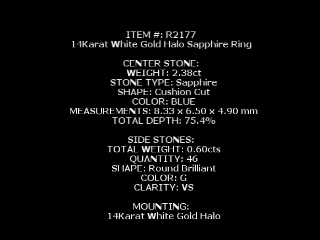 ITEM #: R2177
14Karat White Gold Halo Sapphire Ring
CENTER STONE:
WEIGHT: 2.38ct
STONE TYPE: Sapphire
SHAPE: Cushion Cut
COLOR: BLUE
MEASUREMENTS: 8.33 x 6.50 x 4.90 mm
TOTAL DEPTH: 75.4%
SIDE STONES:
TOTAL WEIGHT: 0.60cts
QUANTITY: 46
SHAPE: Round Brilliant
COLOR: G
CLARITY: VS
MOUNTING:
14Karat White Gold Halo